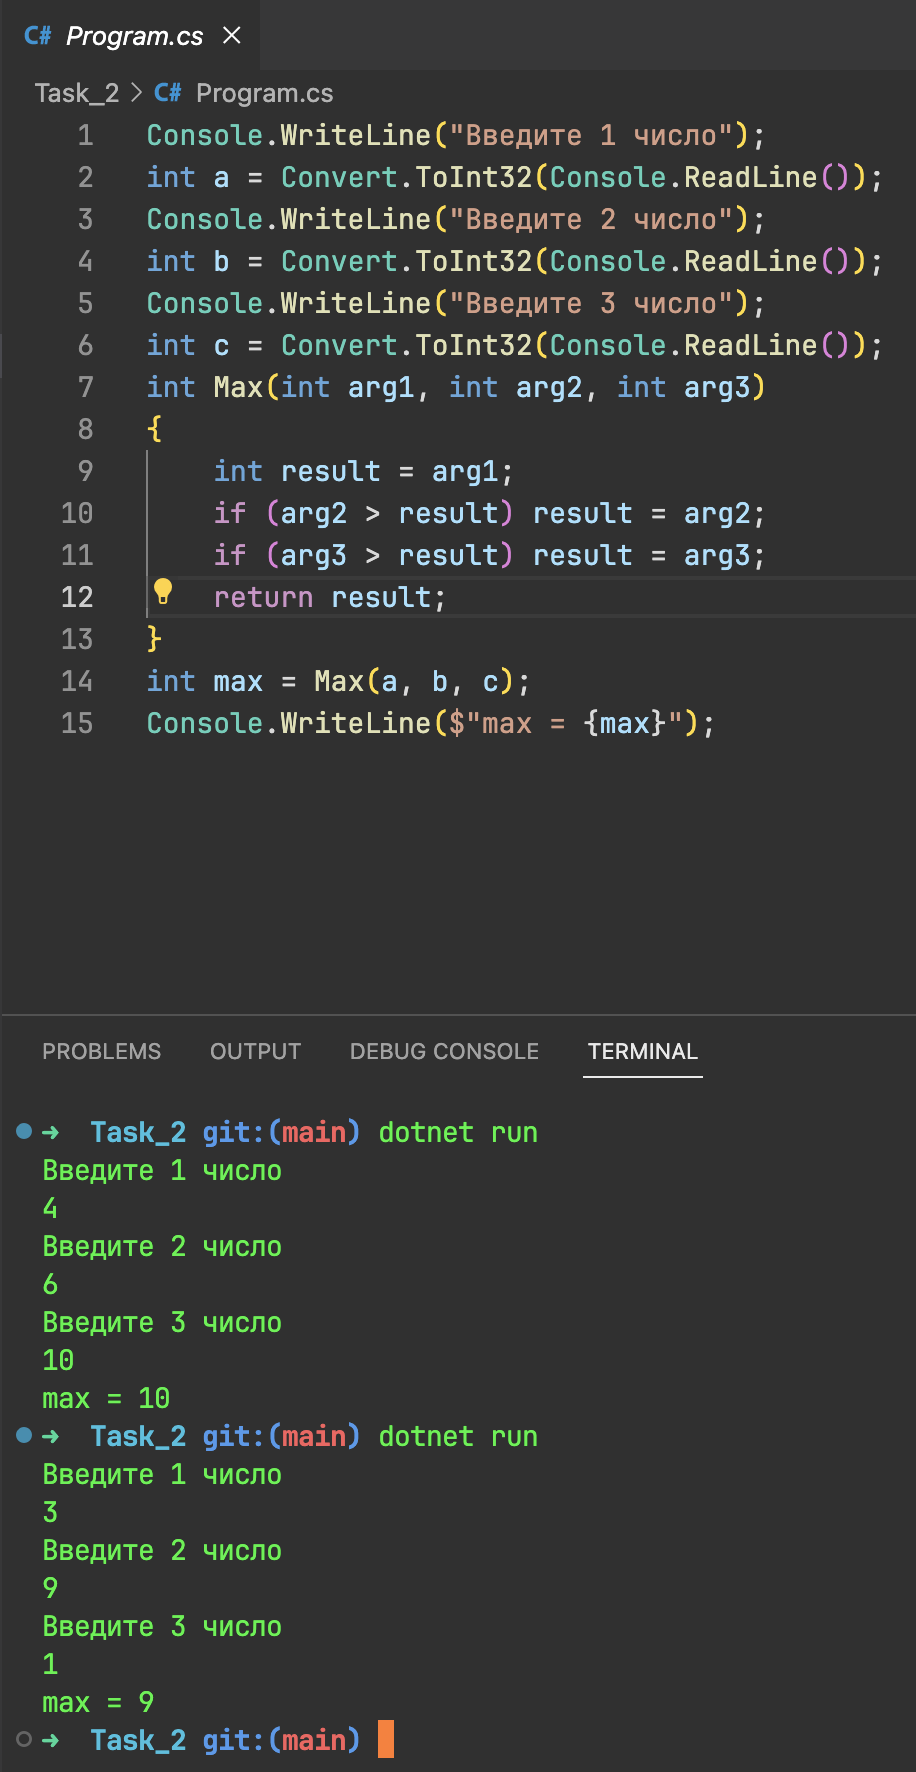 C# Program.cs ×
Task_2 > C# Program.cs
1 Console.WriteLine("Введите 1 число");
2 int a = Convert.ToInt32(Console.ReadLine());
3 Console.WriteLine("Введите 2 число");
4 int b = Convert.ToInt32(Console.ReadLine());
5 Console.WriteLine("Введите 3 число");
6 int c = Convert.ToInt32(Console.ReadLine());
7 int Max(int arg1, int arg2, int arg3)
8 {
9     int result = arg1;
10     if (arg2 > result) result = arg2;
11     if (arg3 > result) result = arg3;
12     return result;
13 }
14 int max = Max(a, b, c);
15 Console.WriteLine($"max = {max}");
PROBLEMS OUTPUT DEBUG CONSOLE TERMINAL
➜ Task_2 git:(main) dotnet run
Введите 1 число
4
Введите 2 число
6
Введите 3 число
10
max = 10
➜ Task_2 git:(main) dotnet run
Введите 1 число
3
Введите 2 число
9
Введите 3 число
1
max = 9
➜ Task_2 git:(main)